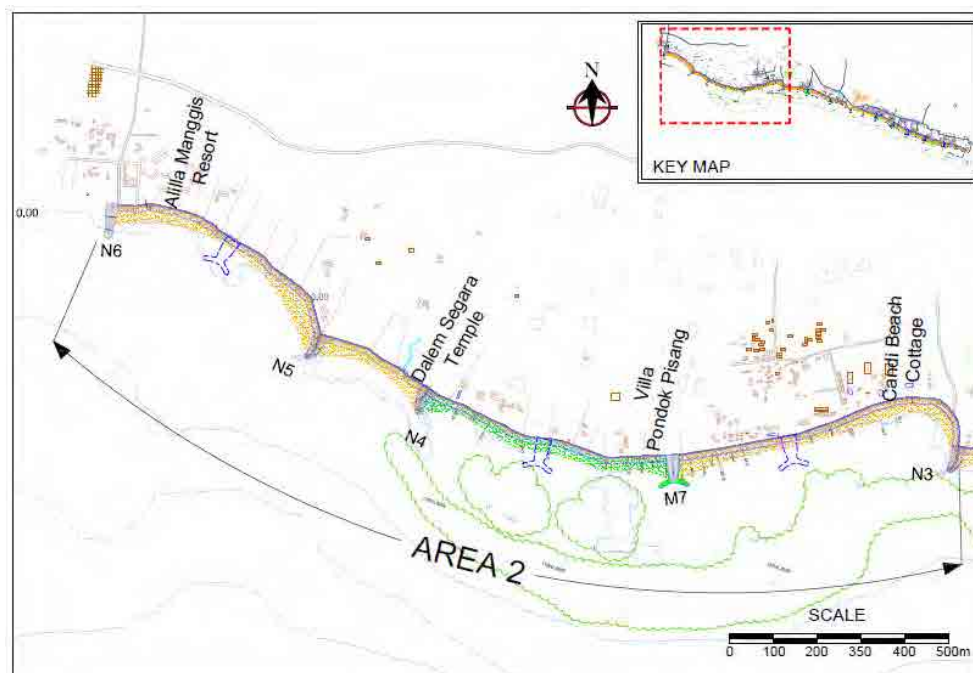 N
KEY MAP
Alilla Manggis
Resort
0.00
N6
Dalem Segara
Temple
Villa
Pondok Pisang
Candi Beach
Cottage
N5
N4
M7
N3
AREA 2
SCALE
0 100 200 350 400 500m